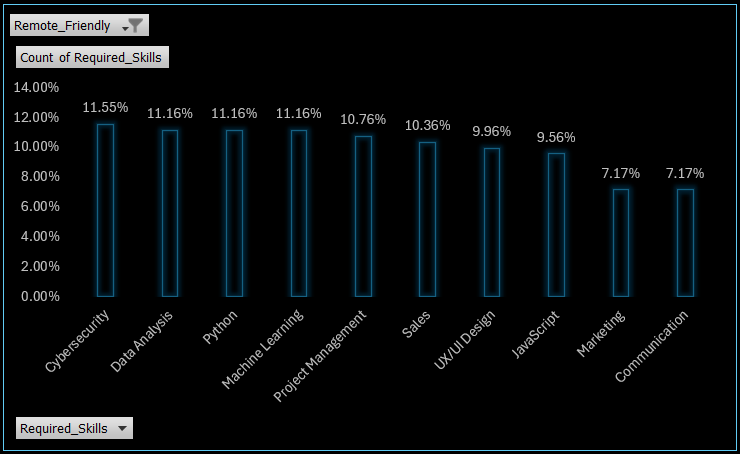 Remote_Friendly
Count of Required_Skills
14.00%
12.00%
10.00%
8.00%
6.00%
4.00%
2.00%
0.00%
11.55%
11.16%
11.16%
11.16%
10.76%
10.36%
9.96%
9.56%
7.17%
7.17%
Cybersecurity
Data Analysis
Python
Machine Learning
Project Management
Sales
UX/UI Design
JavaScript
Marketing
Communication
Required_Skills